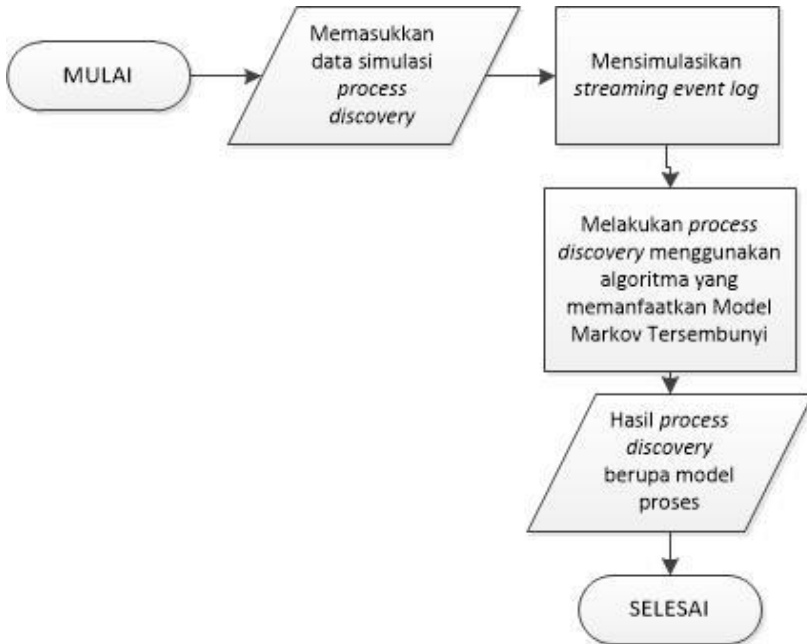 MULAI
Memasukkan
data simulasi
process
discovery
Mensimulasikan
streaming event log
Melakukan process
discovery menggunakan
algoritma yang
memanfaatkan Model
Markov Tersembunyi
Hasil process
discovery
berupa model
proses
SELESAI